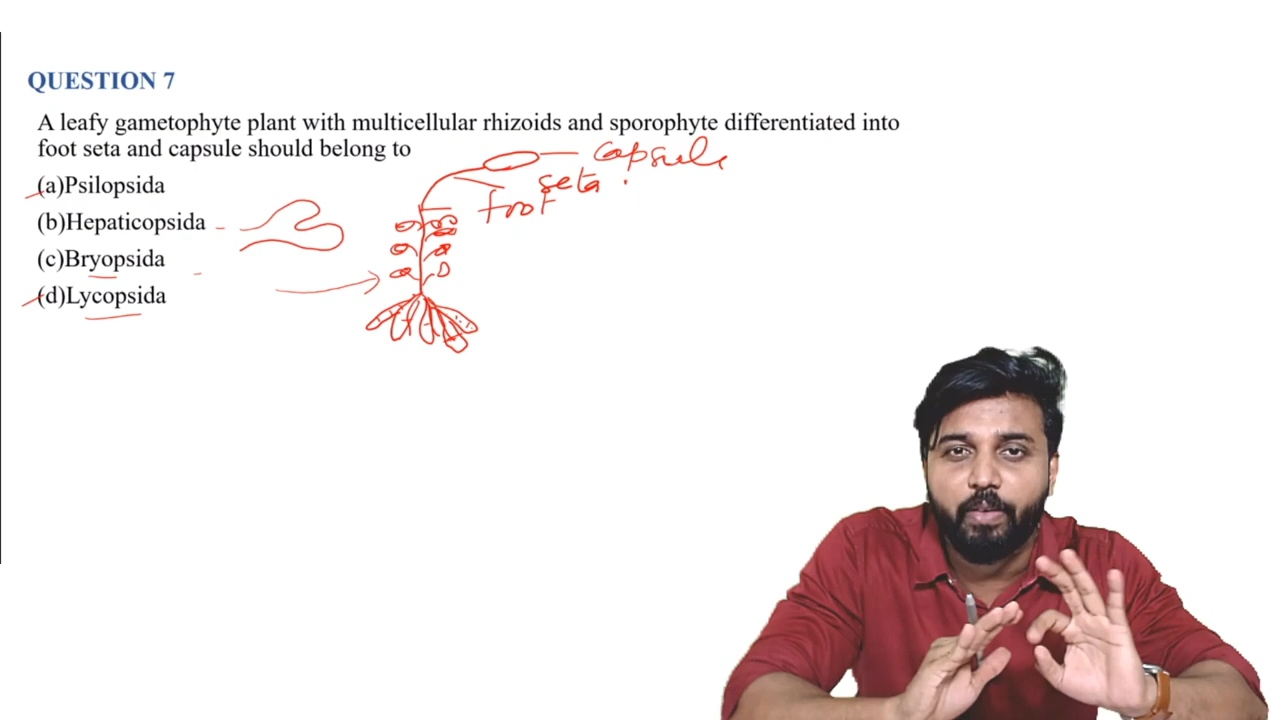 QUESTION 7
A leafy gametophyte plant with multicellular rhizoids and sporophyte differentiated into
foot seta and capsule should belong to
capsule
(a)Psilopsida
seta
foot
(b)Hepaticopsida
(c)Bryopsida
(d)Lycopsida